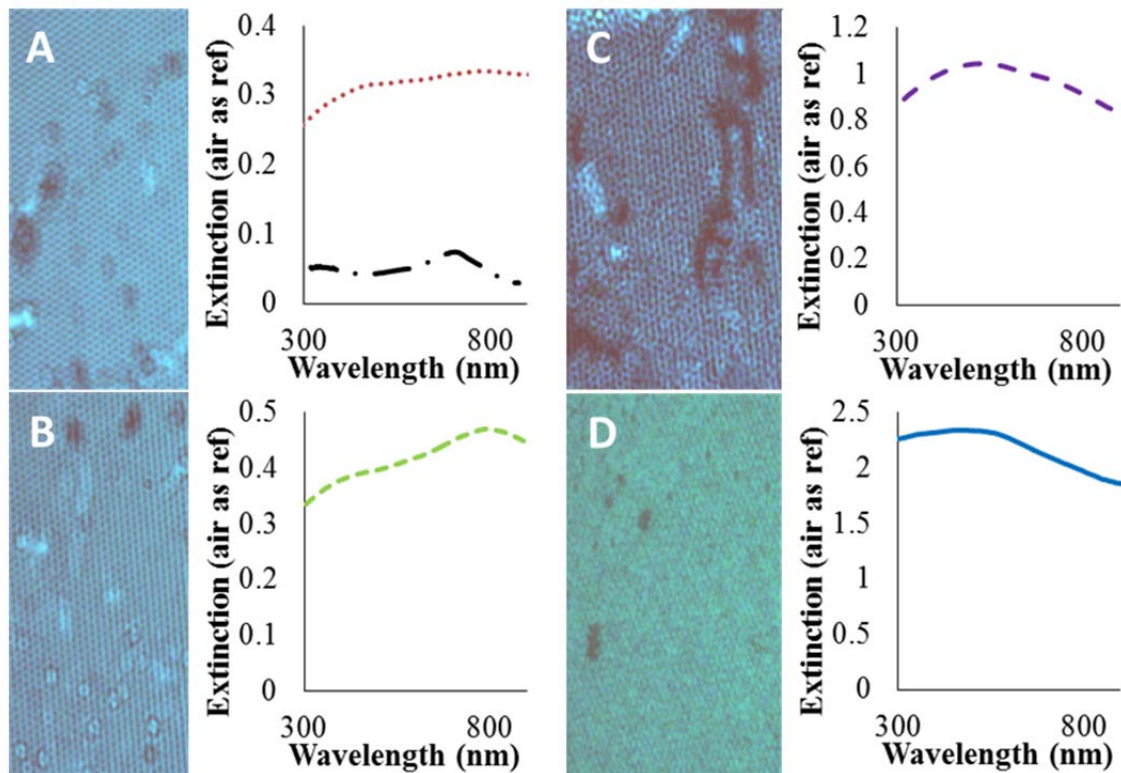 A
Extinction (air as ref)
0.4
0.3
0.2
0.1
0
300
800
Wavelength (nm)
C
Extinction (air as ref)
1.2
1
0.8
0.6
0.4
0.2
0
300
800
Wavelength (nm)
B
Extinction (air as ref)
0.5
0.4
0.3
0.2
0.1
0
300
800
Wavelength (nm)
D
Extinction (air as ref)
2.5
2
1.5
1
0.5
0
300
800
Wavelength (nm)